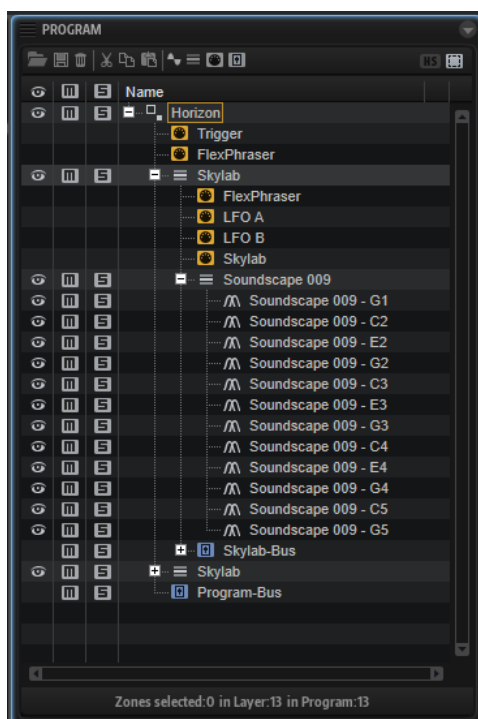 PROGRAM
HS
m S Name
m S Horizon
Trigger
FlexPhraser
m S Skylab
FlexPhraser
LFO A
LFO B
Skylab
m S Soundscape 009
m S Soundscape 009 - G1
m S Soundscape 009 - C2
m S Soundscape 009 - E2
m S Soundscape 009 - G2
m S Soundscape 009 - C3
m S Soundscape 009 - E3
m S Soundscape 009 - G3
m S Soundscape 009 - C4
m S Soundscape 009 - E4
m S Soundscape 009 - G4
m S Soundscape 009 - C5
m S Soundscape 009 - G5
m S Skylab-Bus
m S Skylab
m S Program-Bus
Zones selected:0 in Layer:13 in Program:13